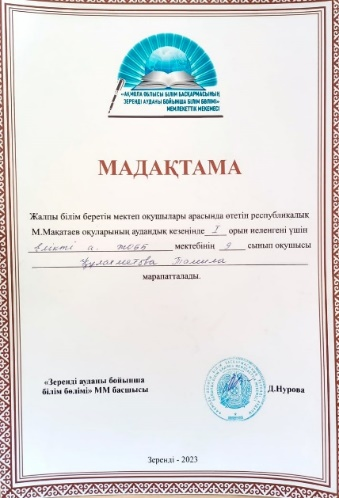 «АҚМОЛА ОБЛЫСЫ БІЛІМ БАСҚАРМАСЫНЫҢ
ЗЕРЕНДІ АУДАНЫ БОЙЫНША БІЛІМ БӨЛІМІ»
МЕМЛЕКЕТТІК МЕКЕМЕСІ
МАДАҚТАМА
Жалпы білім беретін мектеп оқушылары арасында өтетін республикалық
М.Мақатаев оқуларының аудандық кезеңінде I орын иеленгені үшін
Елікті а. ЖОББ мектебінің 9 сынып оқушысы
марапатталады.
«Зеренді ауданы бойынша
білім бөлімі» ММ басшысы
Д.Нурова
Зеренді - 2023